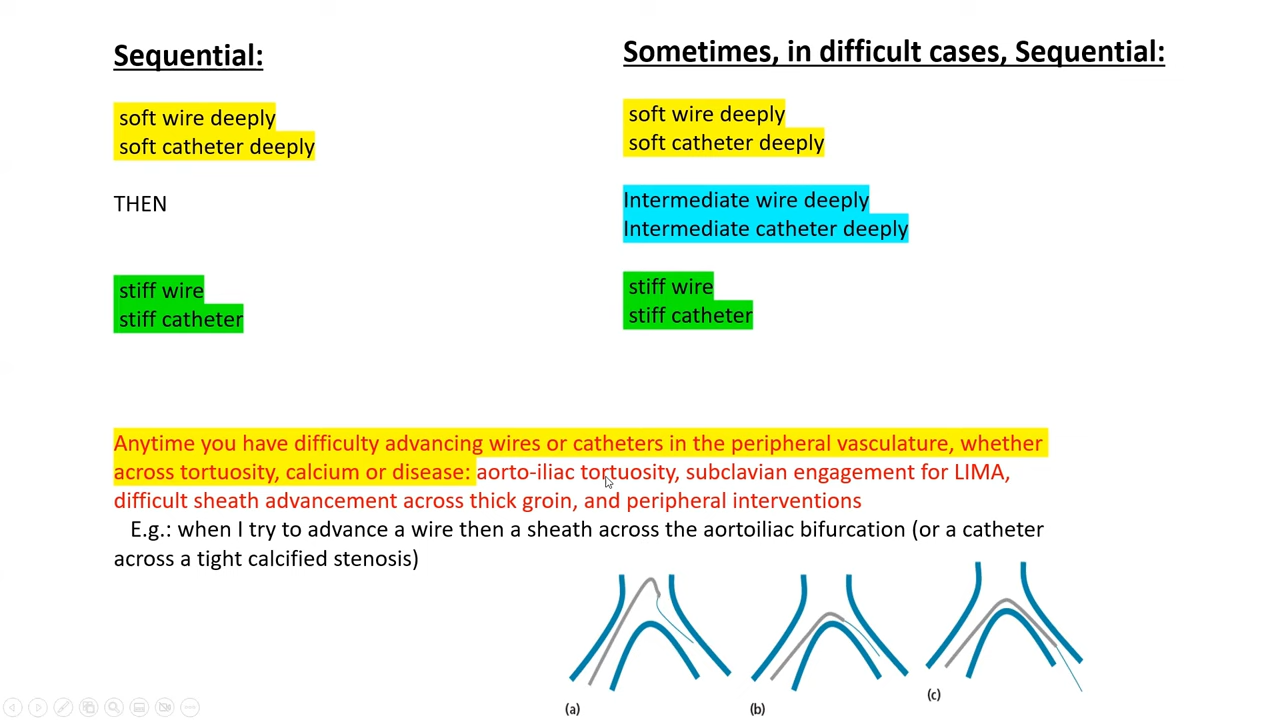 Sequential:
soft wire deeply
soft catheter deeply
THEN
stiff wire
stiff catheter
Sometimes, in difficult cases, Sequential:
soft wire deeply
soft catheter deeply
Intermediate wire deeply
Intermediate catheter deeply
stiff wire
stiff catheter
Anytime you have difficulty advancing wires or catheters in the peripheral vasculature, whether
across tortuosity, calcium or disease: aorto-iliac tortuosity, subclavian engagement for LIMA,
difficult sheath advancement across thick groin, and peripheral interventions
E.g.: when I try to advance a wire then a sheath across the aortoiliac bifurcation (or a catheter
across a tight calcified stenosis)
(a)
(b)
(c)